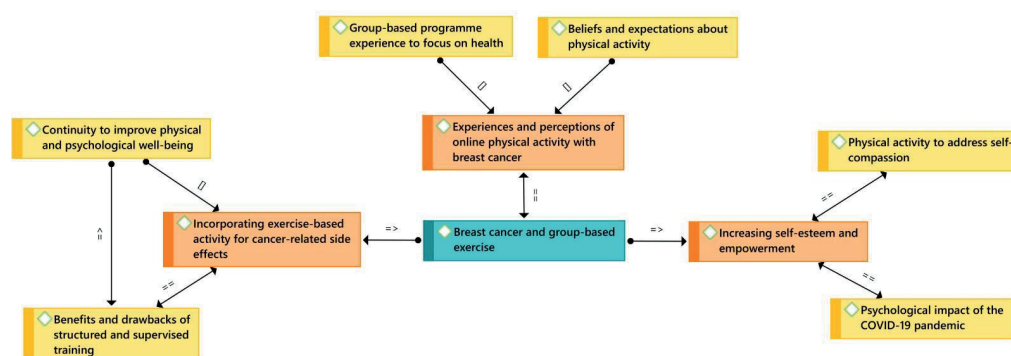 Group-based programme
experience to focus on health
Beliefs and expectations about
physical activity
[]
[]
Continuity to improve physical
and psychological well-being
Experiences and perceptions of
online physical activity with
breast cancer
Physical activity to address self-
compassion
[]
=>
==
==
Incorporating exercise-based
activity for cancer-related side
effects
=>
Breast cancer and group-based
exercise
=>
Increasing self-esteem and
empowerment
==
==
Benefits and drawbacks of
structured and supervised
training
Psychological impact of the
COVID-19 pandemic